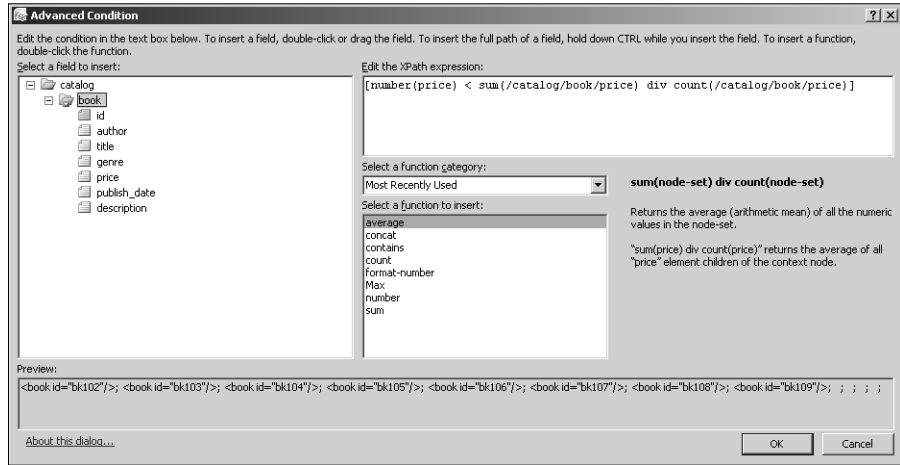 Advanced Condition
Edit the condition in the text box below. To insert a field, double-click or drag the field. To insert the full path of a field, hold down CTRL while you insert the field. To insert a function,
double-click the function.
Select a field to insert:
catalog
book
id
author
title
genre
price
publish_date
description
Edit the XPath expression:
[number(price) < sum(/catalog/book/price) div count(/catalog/book/price)]
Select a function category:
Most Recently Used
Select a function to insert:
average
concat
contains
count
format-number
Max
number
sum
sum(node-set) div count(node-set)
Returns the average (arithmetic mean) of all the numeric
values in the node-set.
"sum(price) div count(price)" returns the average of all
"price" element children of the context node.
Preview:
<book id="bk102"/>; <book id="bk103"/>; <book id="bk104"/>; <book id="bk105"/>; <book id="bk106"/>; <book id="bk107"/>; <book id="bk108"/>; <book id="bk109"/>; ; ; ; ;
About this dialog...
OK
Cancel